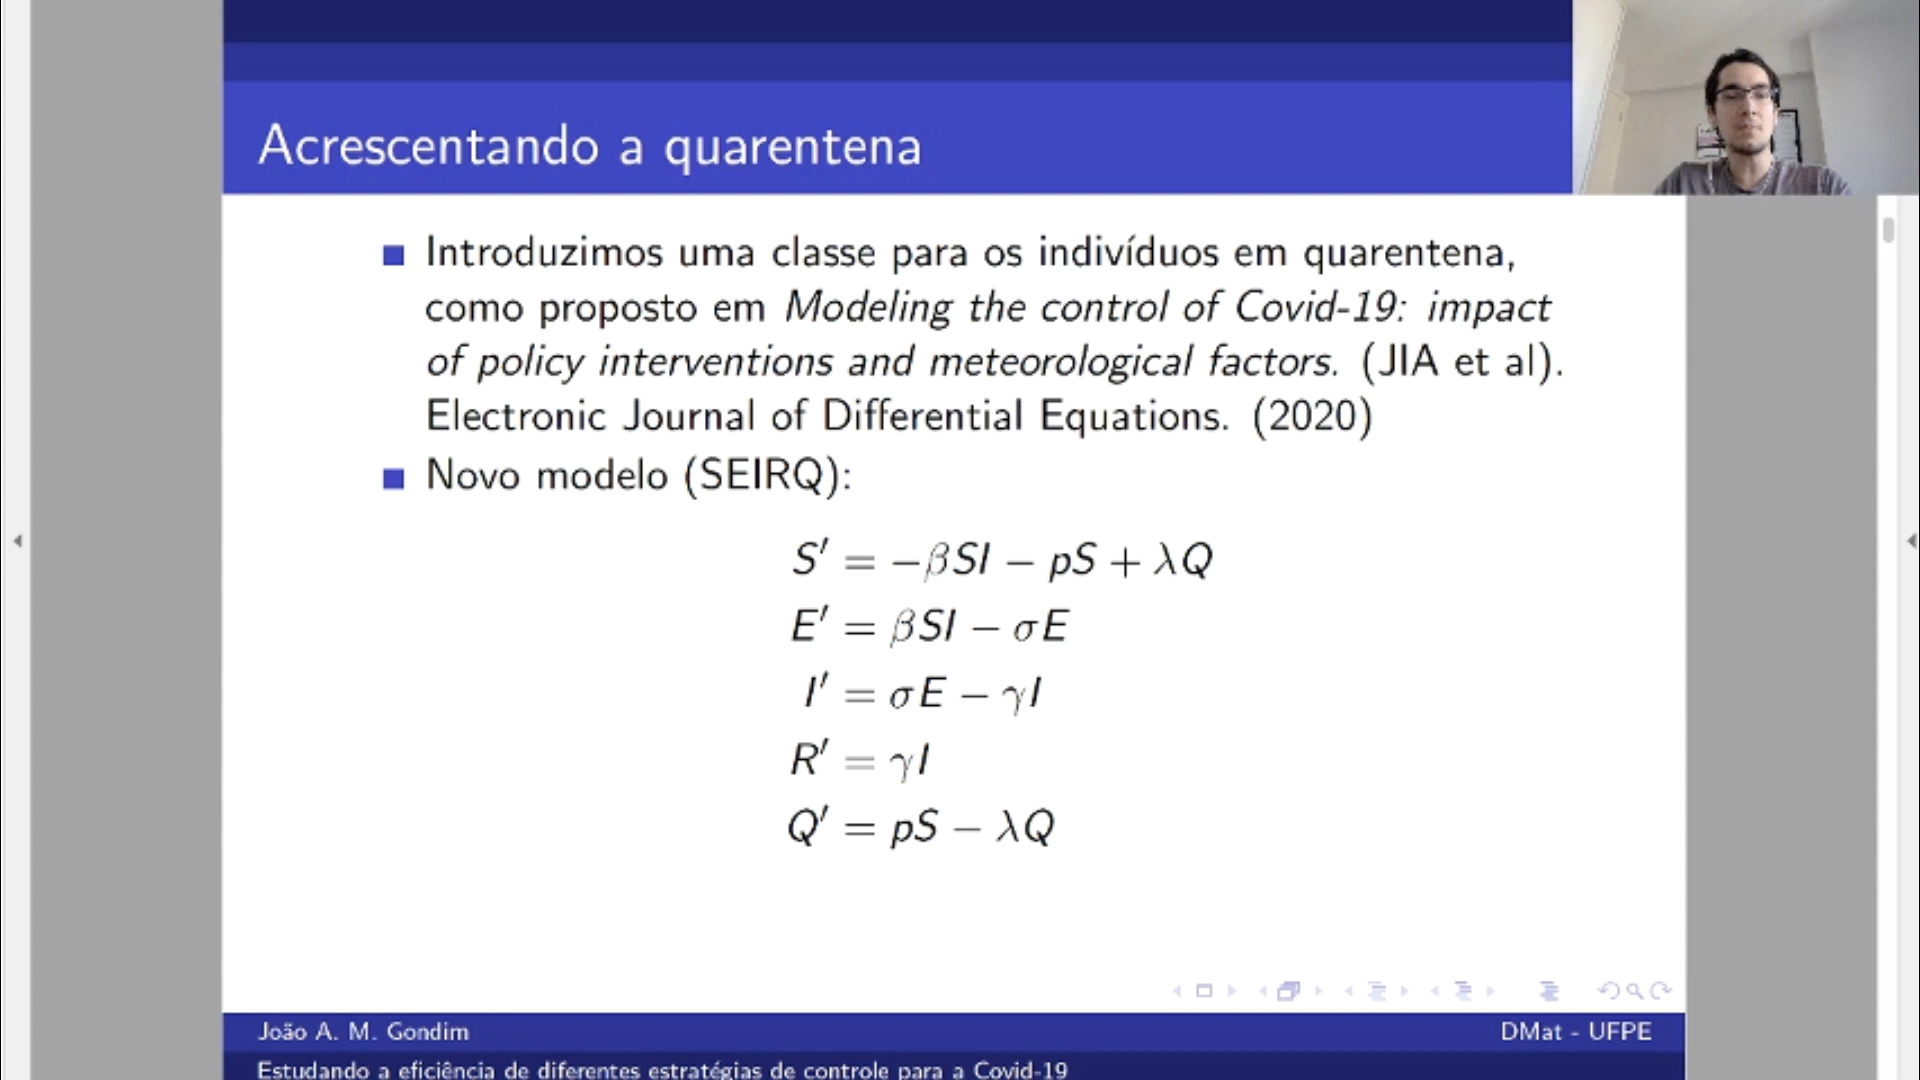 Acrescentando a quarentena
Introduzimos uma classe para os indivíduos em quarentena,
como proposto em Modeling the control of Covid-19: impact
of policy interventions and meteorological factors. (JIA et al).
Electronic Journal of Differential Equations. (2020)
Novo modelo (SEIRQ):
S′ = −βSI − pS + λQ
E′ = βSI − σE
I′ = σE − γI
R′ = γI
Q′ = pS − λQ
João A. M. Gondim
DMat - UFPE
Estudando a eficiência de diferentes estratégias de controle para a Covid-19